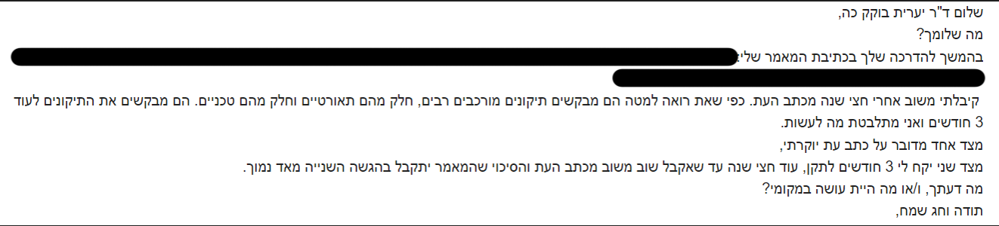 שלום ד"ר יערית בוקק כה,
מה שלומך?
בהמשך להדרכה שלך בכתיבת המאמר שלי:
קיבלתי משוב אחרי חצי שנה מכתב העת. כפי שאת רואה למטה הם מבקשים תיקונים מורכבים רבים, חלק מהם תאורטיים וחלק מהם טכניים. הם מבקשים את התיקונים לעוד
3 חודשים ואני מתלבטת מה לעשות.
מצד אחד מדובר על כתב עת יוקרתי,
מצד שני יקח לי 3 חודשים לתקן, עוד חצי שנה עד שאקבל שוב משוב מכתב העת והסיכוי שהמאמר יתקבל בהגשה השנייה מאד נמוך.
מה דעתך, ו/או מה היית עושה במקומי?
תודה וחג שמח,